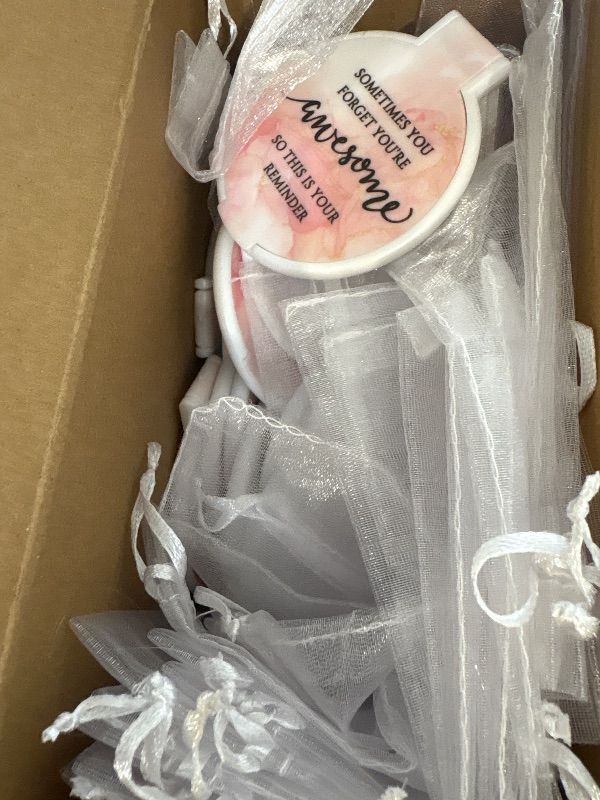 SOMETIMES YOU
FORGET YOU'RE
awesome
SO THIS IS YOUR
REMINDER